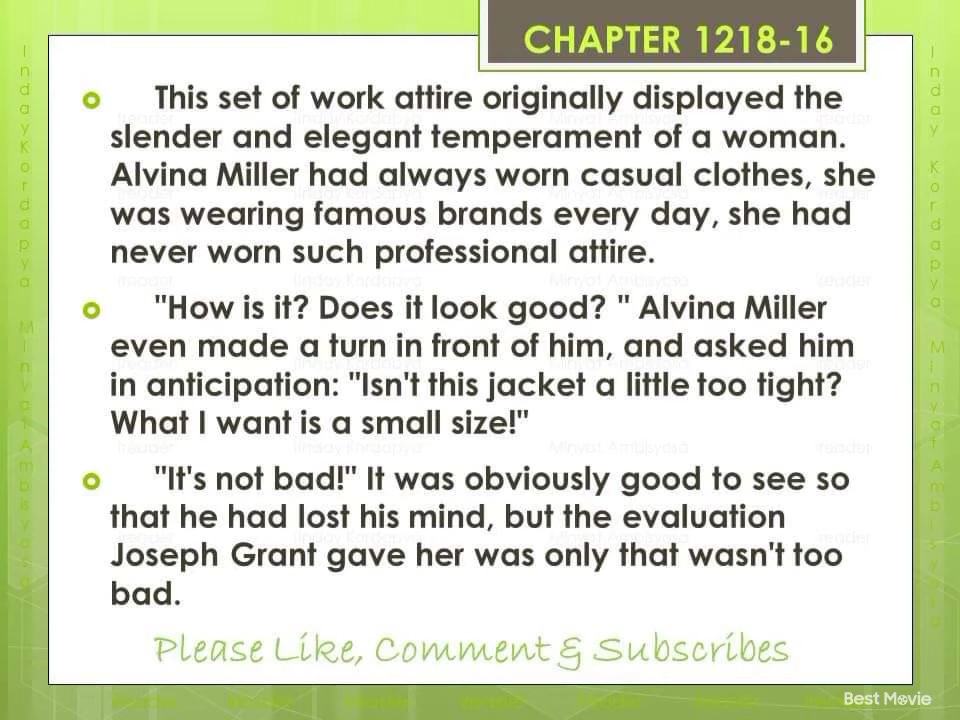 CHAPTER 1218-16
This set of work attire originally displayed the
slender and elegant temperament of a woman.
Alvina Miller had always worn casual clothes, she
was wearing famous brands every day, she had
never worn such professional attire.
"How is it? Does it look good? " Alvina Miller
even made a turn in front of him, and asked him
in anticipation: "Isn't this jacket a little too tight?
What I want is a small size!"
"It's not bad!" It was obviously good to see so
that he had lost his mind, but the evaluation
Joseph Grant gave her was only that wasn't too
bad.
Please Like, Comment & Subscribes
Best Movie